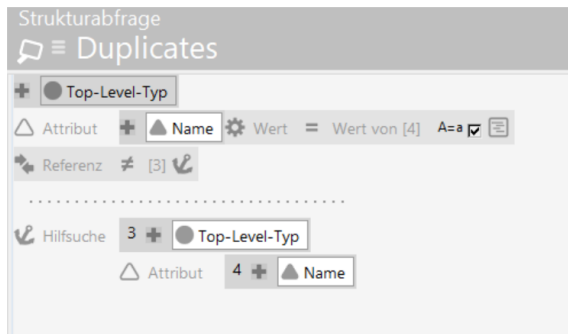 Strukturabfrage
Duplicates
Top-Level-Typ
Attribut Name Wert = Wert von [4] A=a
Referenz ≠ [3]
Hilfsuche 3 Top-Level-Typ
Attribut 4 Name